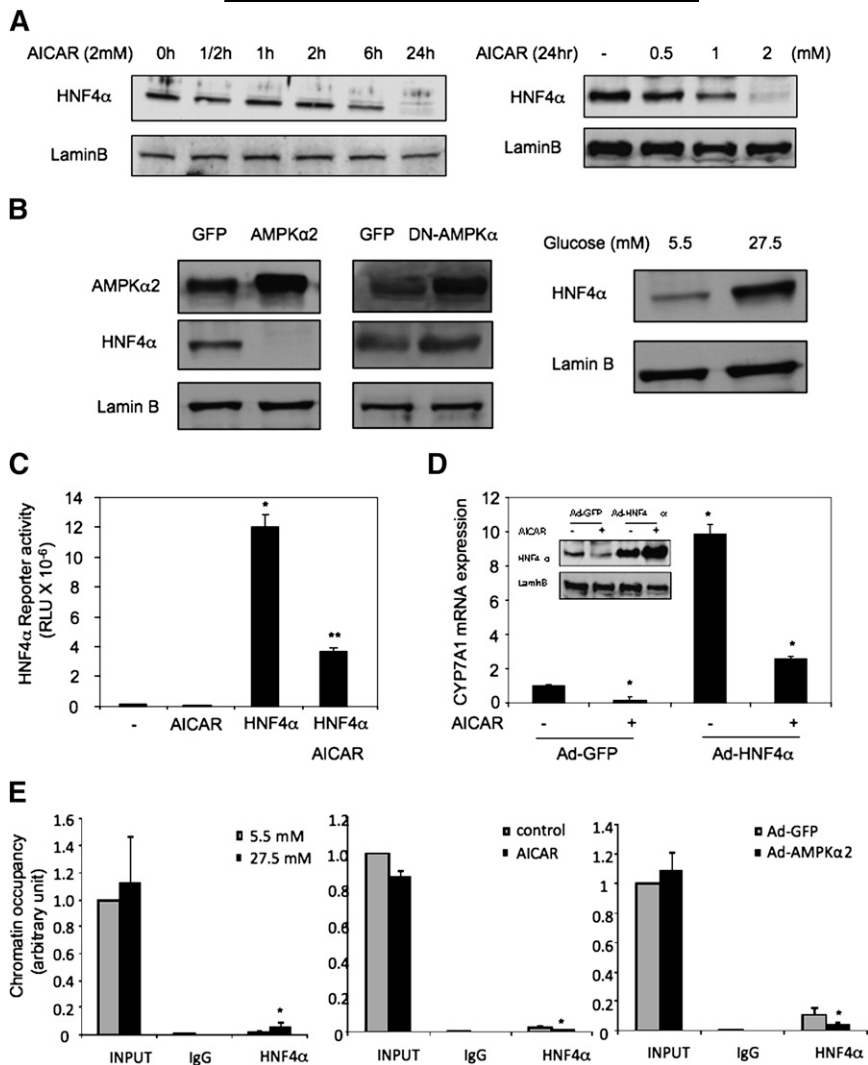 A
AICAR (2mM) 0h 1/2h 1h 2h 6h 24h
HNF4α
LaminB
AICAR (24hr) - 0.5 1 2 (mM)
HNF4α
LaminB
B
GFP AMPKα2 GFP DN-AMPKα
AMPKα2
HNF4α
Lamin B
Glucose (mM) 5.5 27.5
HNF4α
Lamin B
C
HNF4α Reporter activity
(RLU X 10⁻⁶)
14
12
10
8
6
4
2
0
*
**
- AICAR HNF4α HNF4α
AICAR
D
CYP7A1 mRNA expression
12
10
8
6
4
2
0
Ad-GFP Ad-HNF4 α
AICAR - + - +
HNF4 α
LaminB
*
*
*
AICAR - + - +
Ad-GFP Ad-HNF4α
E
Chromatin occupancy
(arbitrary unit)
1.6
1.4
1.2
1.0
0.8
0.6
0.4
0.2
0
5.5 mM
27.5 mM
*
INPUT IgG HNF4α
1.2
1
0.8
0.6
0.4
0.2
0
control
AICAR
*
INPUT IgG HNF4α
1.4
1.2
1
0.8
0.6
0.4
0.2
0
Ad-GFP
Ad-AMPKα2
*
INPUT IgG HNF4α